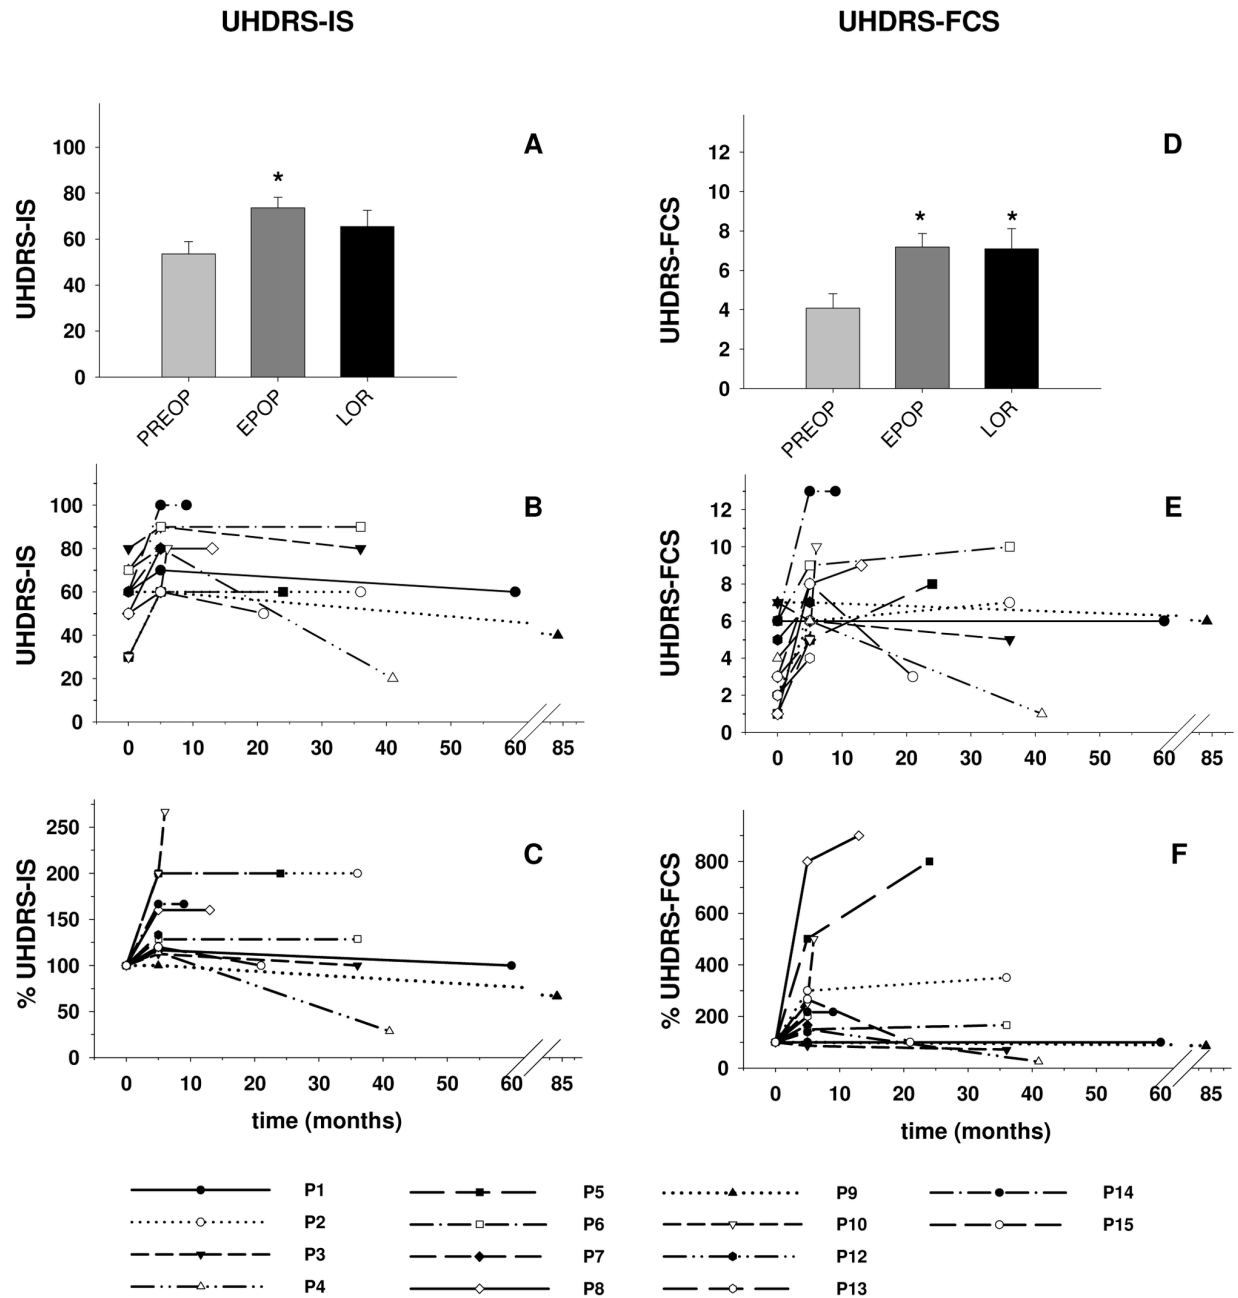 UHDRS-IS
UHDRS-FCS
A
UHDRS-IS
100
80
60
40
20
0
*
PREOP
EPOP
LOR
D
UHDRS-FCS
12
10
8
6
4
2
0
* *
PREOP
EPOP
LOR
B
UHDRS-IS
100
80
60
40
20
0
0 10 20 30 40 50 60 85
E
UHDRS-FCS
12
10
8
6
4
2
0
0 10 20 30 40 50 60 85
C
% UHDRS-IS
250
200
150
100
50
0
0 10 20 30 40 50 60 85
time (months)
F
% UHDRS-FCS
800
600
400
200
0
0 10 20 30 40 50 60 85
time (months)
P1
P2
P3
P4
P5
P6
P7
P8
P9
P10
P12
P13
P14
P15